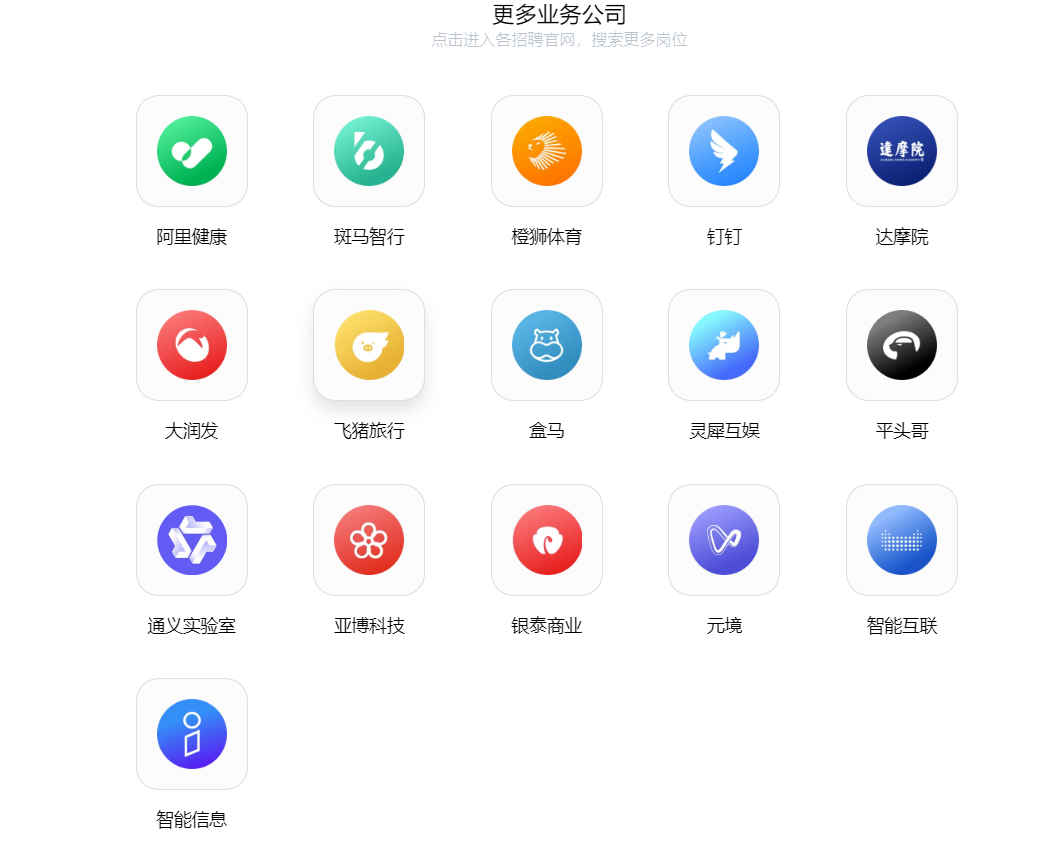 更多业务公司
点击进入各招聘官网，搜索更多岗位
達摩院
阿里健康 斑马智行 橙狮体育 钉钉 达摩院
大润发 飞猪旅行 盒马 灵犀互娱 平头哥
通义实验室 亚博科技 银泰商业 元境 智能互联
智能信息